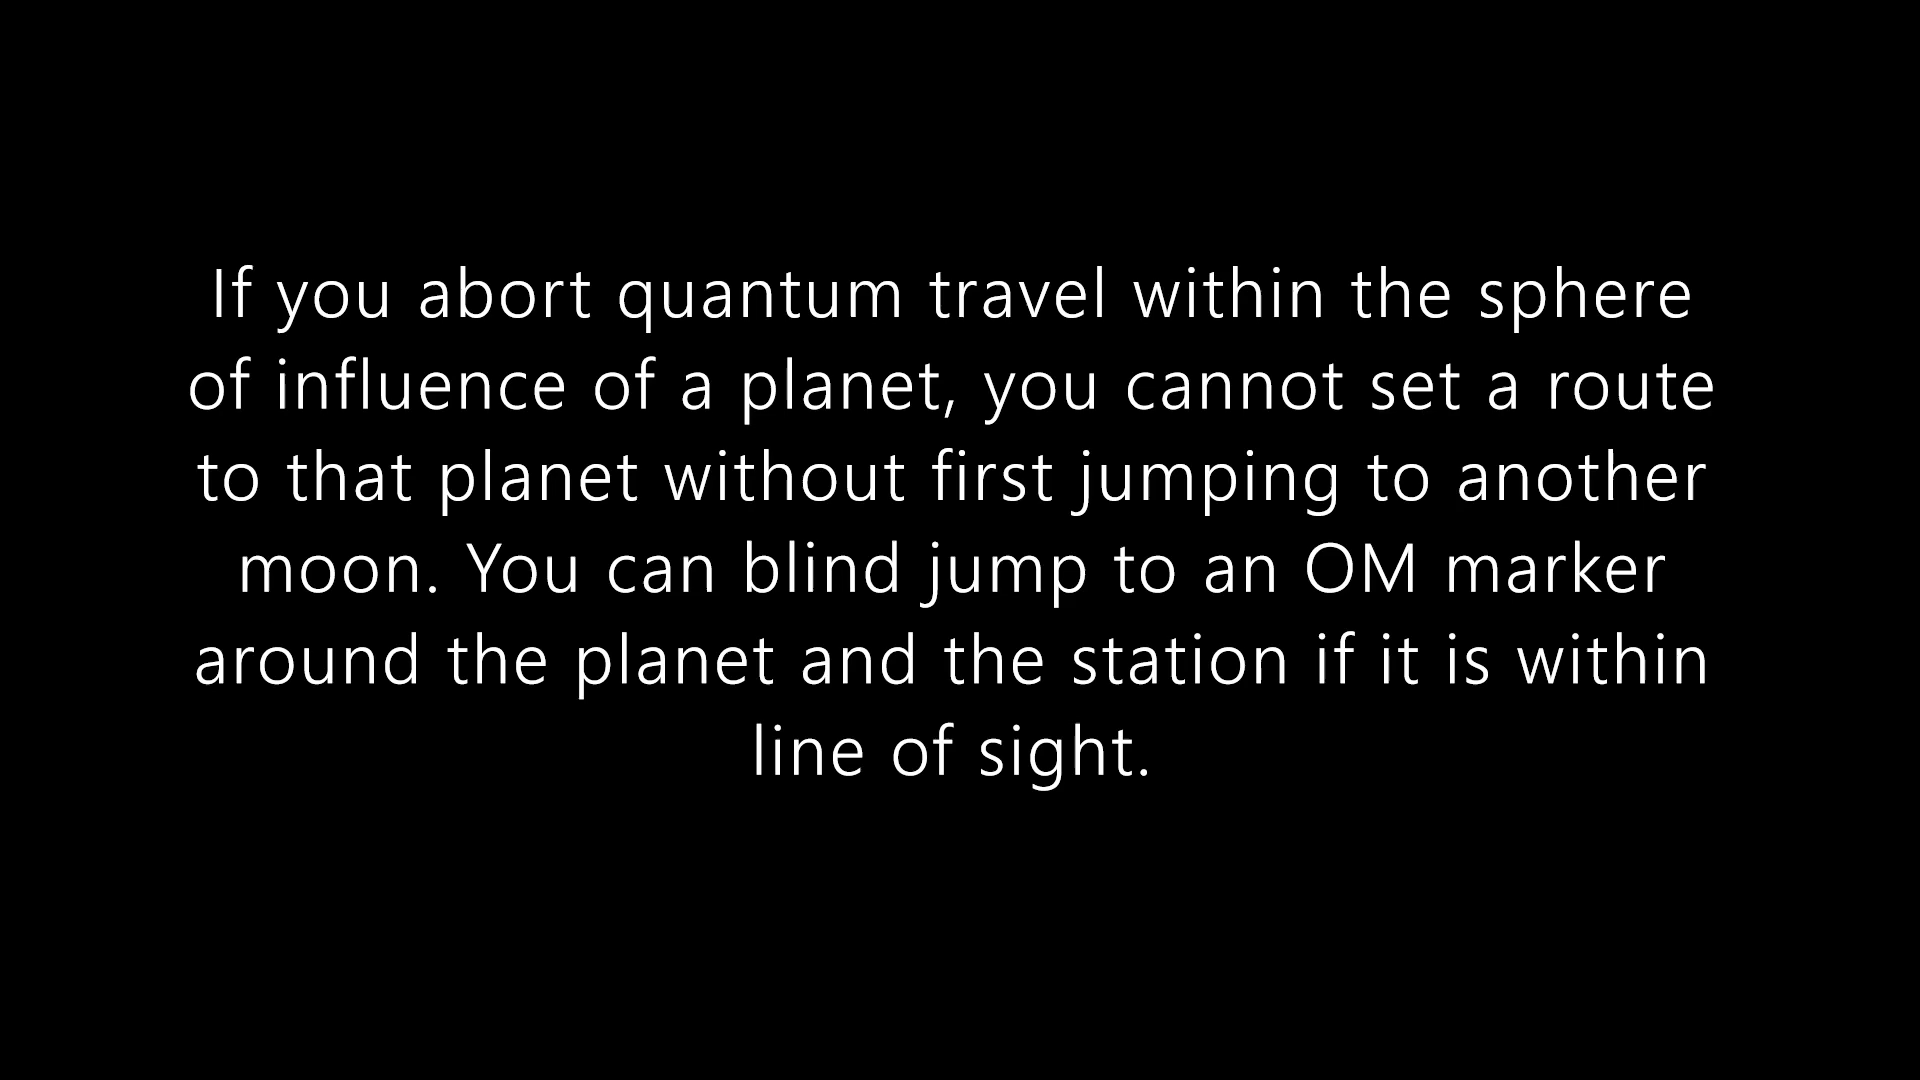 If you abort quantum travel within the sphere
of influence of a planet, you cannot set a route
to that planet without first jumping to another
moon. You can blind jump to an OM marker
around the planet and the station if it is within
line of sight.